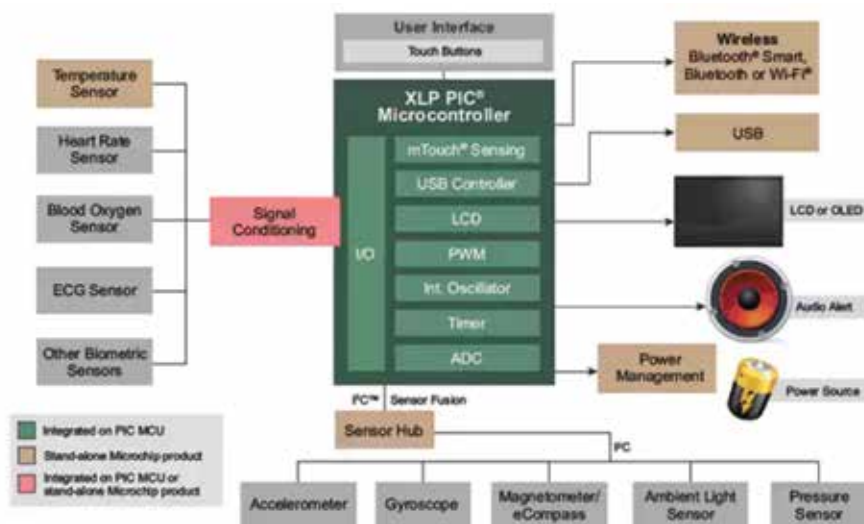 User Interface
Touch Buttons
Temperature
Sensor
Heart Rate
Sensor
Blood Oxygen
Sensor
ECG Sensor
Other Biometric
Sensors
Signal
Conditioning
XLP PIC®
Microcontroller
I/O
mTouch® Sensing
USB Controller
LCD
PWM
Int. Oscillator
Timer
ADC
Wireless
Bluetooth® Smart,
Bluetooth or Wi-Fi®
USB
LCD or OLED
Audio Alert
Power
Management
Power Source
I²C™ Sensor Fusion
Sensor Hub
I²C
Accelerometer
Gyroscope
Magnetometer/
eCompass
Ambient Light
Sensor
Pressure
Sensor
Integrated on PIC MCU
Stand-alone Microchip product
Integrated on PIC MCU or
stand-alone Microchip product